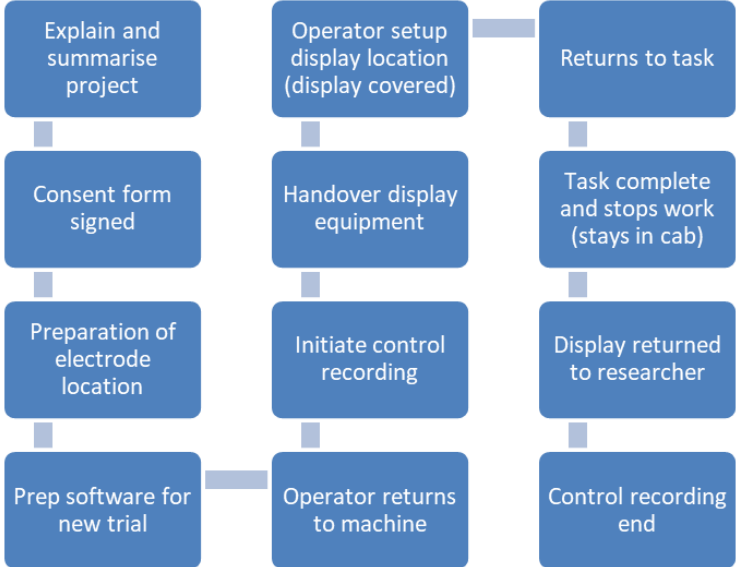 Explain and
summarise
project
Consent form
signed
Preparation of
electrode
location
Prep software for
new trial
Operator returns
to machine
Initiate control
recording
Handover display
equipment
Operator setup
display location
(display covered)
Returns to task
Task complete
and stops work
(stays in cab)
Display returned
to researcher
Control recording
end